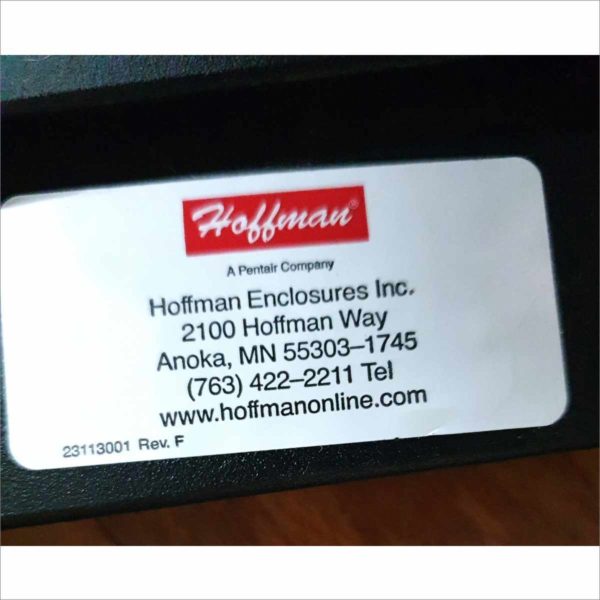 Hoffman®
A Pentair Company
Hoffman Enclosures Inc.
2100 Hoffman Way
Anoka, MN 55303–1745
(763) 422–2211 Tel
www.hoffmanonline.com
23113001 Rev. F